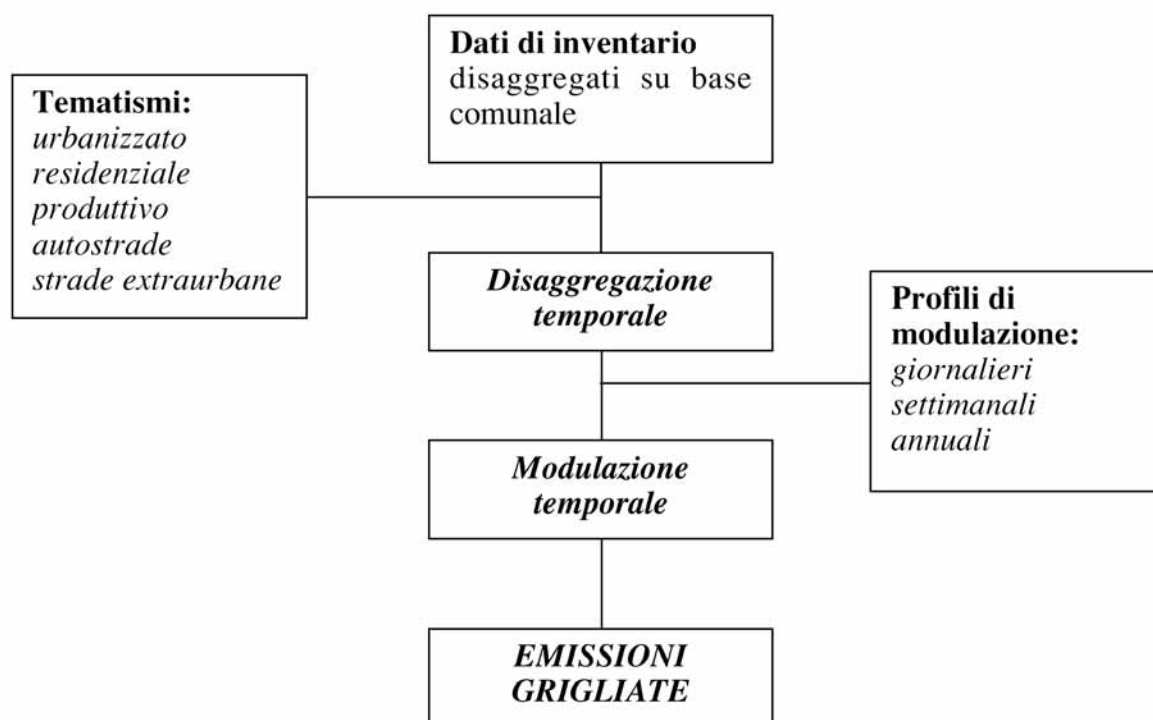 Dati di inventario
disaggregati su base
comunale
Tematismi:
urbanizzato
residenziale
produttivo
autostrade
strade extraurbane
Disaggregazione
temporale
Profili di
modulazione:
giornalieri
settimanali
annuali
Modulazione
temporale
EMISSIONI
GRIGLIATE